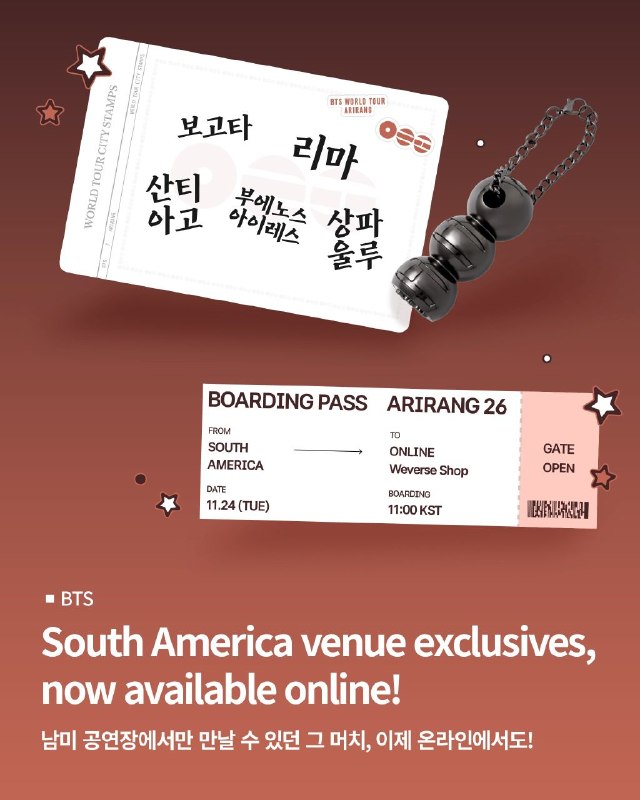 WORLD TOUR CITY STAMPS
BTS WORLD TOUR
ARIRANG
보고타
리마
산티
아고
부에노스
아이레스
상파
울루
BOARDING PASS
ARIRANG 26
FROM
SOUTH
AMERICA
TO
ONLINE
Weverse Shop
GATE
OPEN
DATE
11.24 (TUE)
BOARDING
11:00 KST
▪ BTS
South America venue exclusives,
now available online!
남미 공연장에서만 만날 수 있던 그 머치, 이제 온라인에서도!